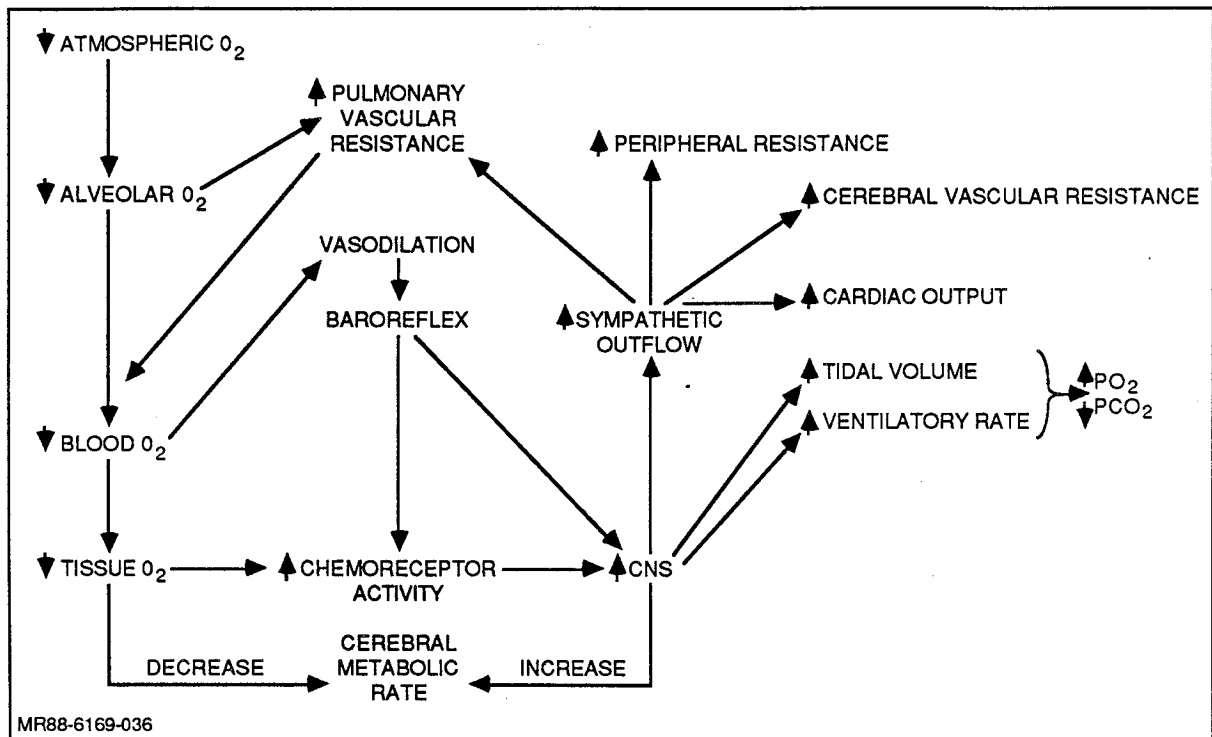 ATMOSPHERIC O2
PULMONARY
VASCULAR
RESISTANCE
PERIPHERAL RESISTANCE
ALVEOLAR O2
CEREBRAL VASCULAR RESISTANCE
VASODILATION
BAROREFLEX
CARDIAC OUTPUT
SYMPATHETIC
OUTFLOW
TIDAL VOLUME
VENTILATORY RATE
PO2
PCO2
BLOOD O2
TISSUE O2
CHEMORECEPTOR
ACTIVITY
CNS
DECREASE
CEREBRAL
METABOLIC
RATE
INCREASE
MR88-6169-036